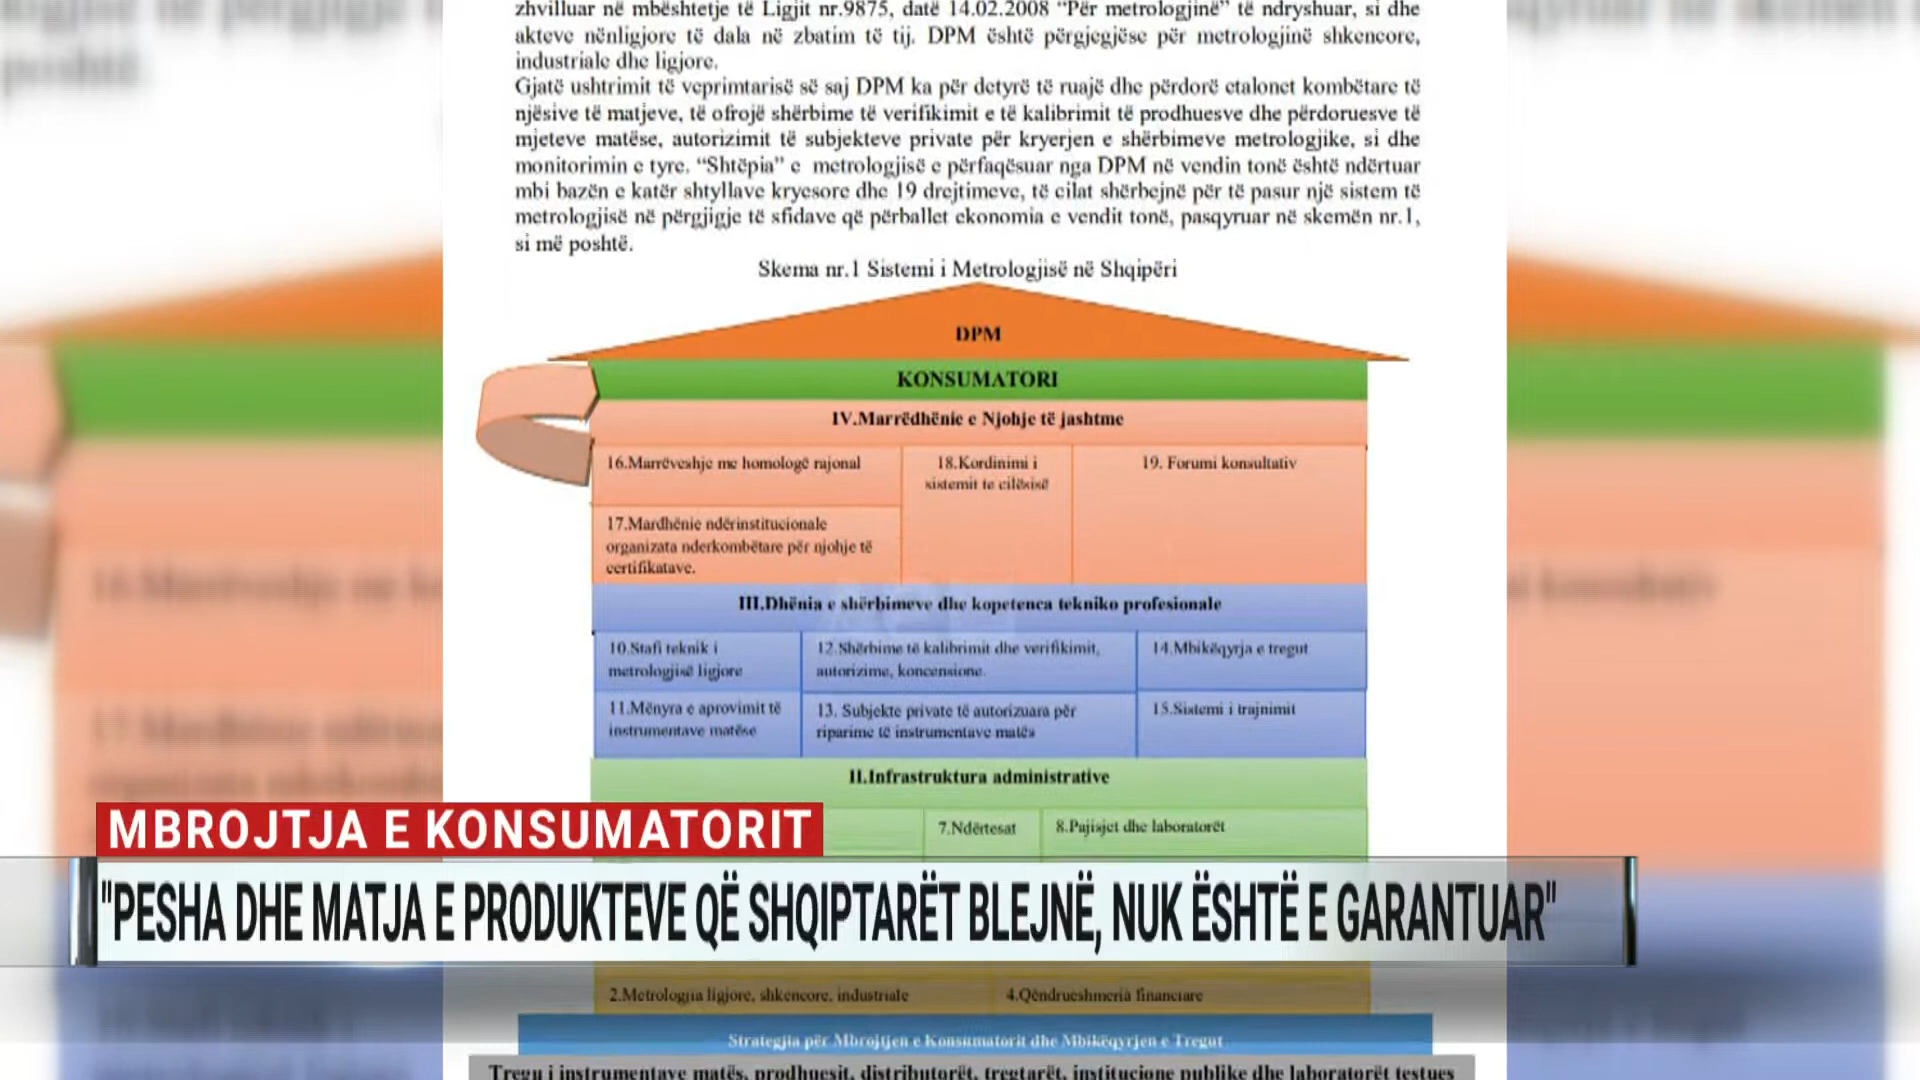 zhvilluar në mbështetje të Ligjit nr.9875, datë 14.02.2008 “Për metrologjinë” të ndryshuar, si dhe
akteve nënligjore të dala në zbatim të tij. DPM është përgjegjëse për metrologjinë shkencore,
industriale dhe ligjore.
Gjatë ushtrimit të veprimtarisë së saj DPM ka për detyrë të ruajë dhe përdorë etalonet kombëtare të
njësive të matjeve, të ofrojë shërbime të verifikimit e të kalibrimit të prodhuesve dhe përdoruesve të
mjeteve matëse, autorizimit të subjekteve private për kryerjen e shërbimeve metrologjike, si dhe
monitorimin e tyre. “Shtëpia” e metrologjisë e përfaqësuar nga DPM në vendin tonë është ndërtuar
mbi bazën e katër shtyllave kryesore dhe 19 drejtimeve, të cilat shërbejnë për të pasur një sistem të
metrologjisë në përgjigje të sfidave që përballet ekonomia e vendit tonë, pasqyruar në skemën nr.1,
si më poshtë.
Skema nr.1 Sistemi i Metrologjisë në Shqipëri
DPM
KONSUMATORI
IV.Marrëdhënie e Njohje të jashtme
16.Marrëveshje me homologë rajonal
17.Mardhënie ndërinstitucionale
organizata nderkombëtare për njohje të
certifikatave.
18.Kordinimi i
sistemit te cilësisë
19. Forumi konsultativ
III.Dhënia e shërbimeve dhe kopetenca tekniko profesionale
10.Stafi teknik i
metrologjisë ligjore
12.Shërbime të kalibrimit dhe verifikimit,
autorizime, koncensione.
14.Mbikëqyrja e tregut
11.Mënyra e aprovimit të
instrumentave matëse
13. Subjekte private të autorizuara për
riparime të instrumentave matës
15.Sistemi i trajnimit
II.Infrastruktura administrative
7.Ndërtesat
8.Pajisjet dhe laboratorët
MBROJTJA E KONSUMATORIT
"PESHA DHE MATJA E PRODUKTEVE QË SHQIPTARËT BLEJNË, NUK ËSHTË E GARANTUAR"
2.Metrologjia ligjore, shkencore, industriale
4.Qëndrueshmeria financiare
Strategjia për Mbrojtjen e Konsumatorit dhe Mbikëqyrjen e Tregut
Tregu i instrumentave matës, prodhuesit, distributorët, tregtarët, institucione publike dhe laboratorët testues